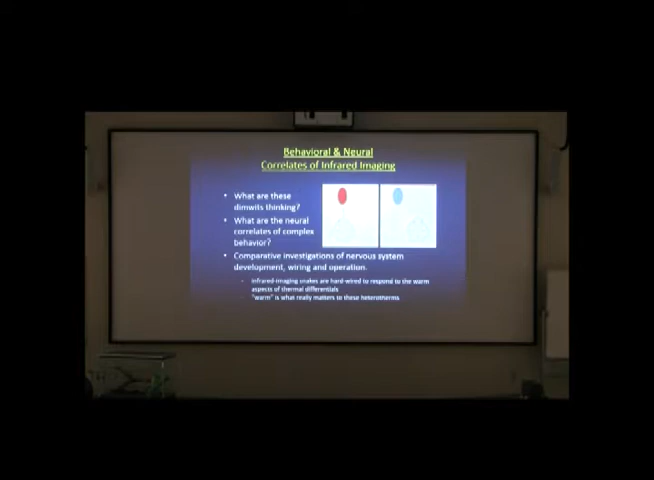 Behavioral & Neural
Correlates of Infrared Imaging
• What are these
dimwits thinking?
• What are the neural
correlates of complex
behavior?
• Comparative investigations of nervous system
development, wiring and operation.
- Infrared-imaging snakes are hard-wired to respond to the warm
aspects of thermal differentials
"warm" is what really matters to these heterotherms